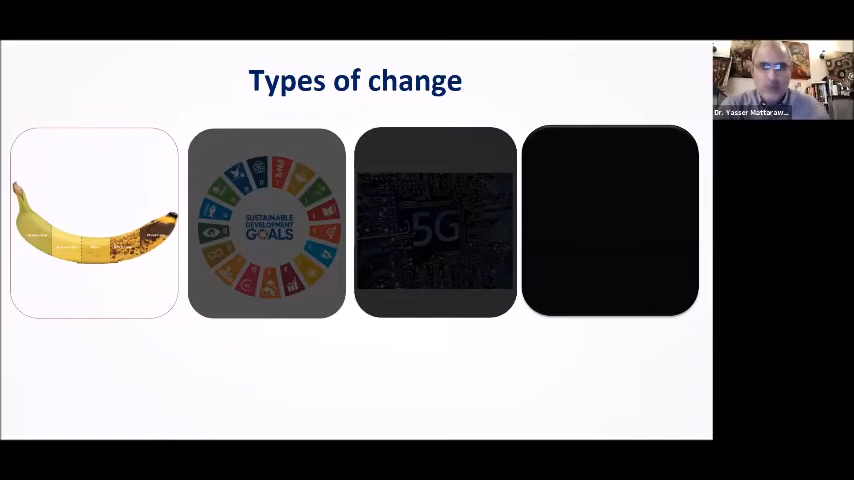 Types of change
SUSTAINABLE
DEVELOPMENT
GOALS
5G
Dr. Yasser Mattaraw...